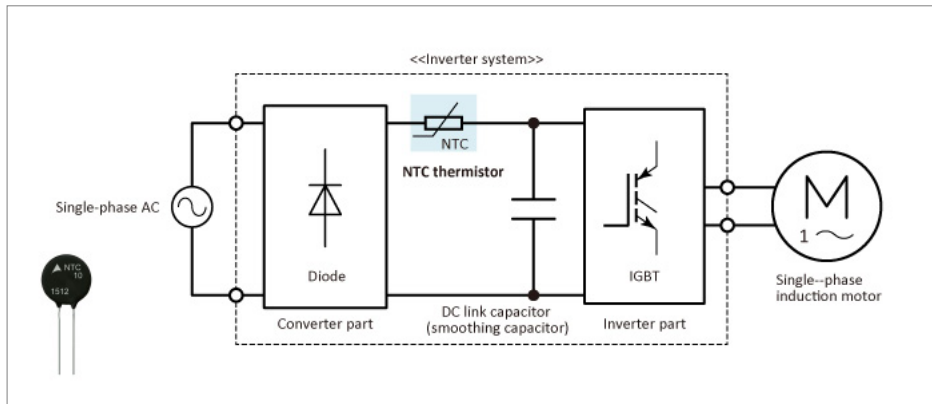 <<Inverter system>>
NTC
NTC thermistor
Single-phase AC
NTC
10
1512
Diode
IGBT
M
1
Single--phase
induction motor
DC link capacitor
(smoothing capacitor)
Converter part
Inverter part